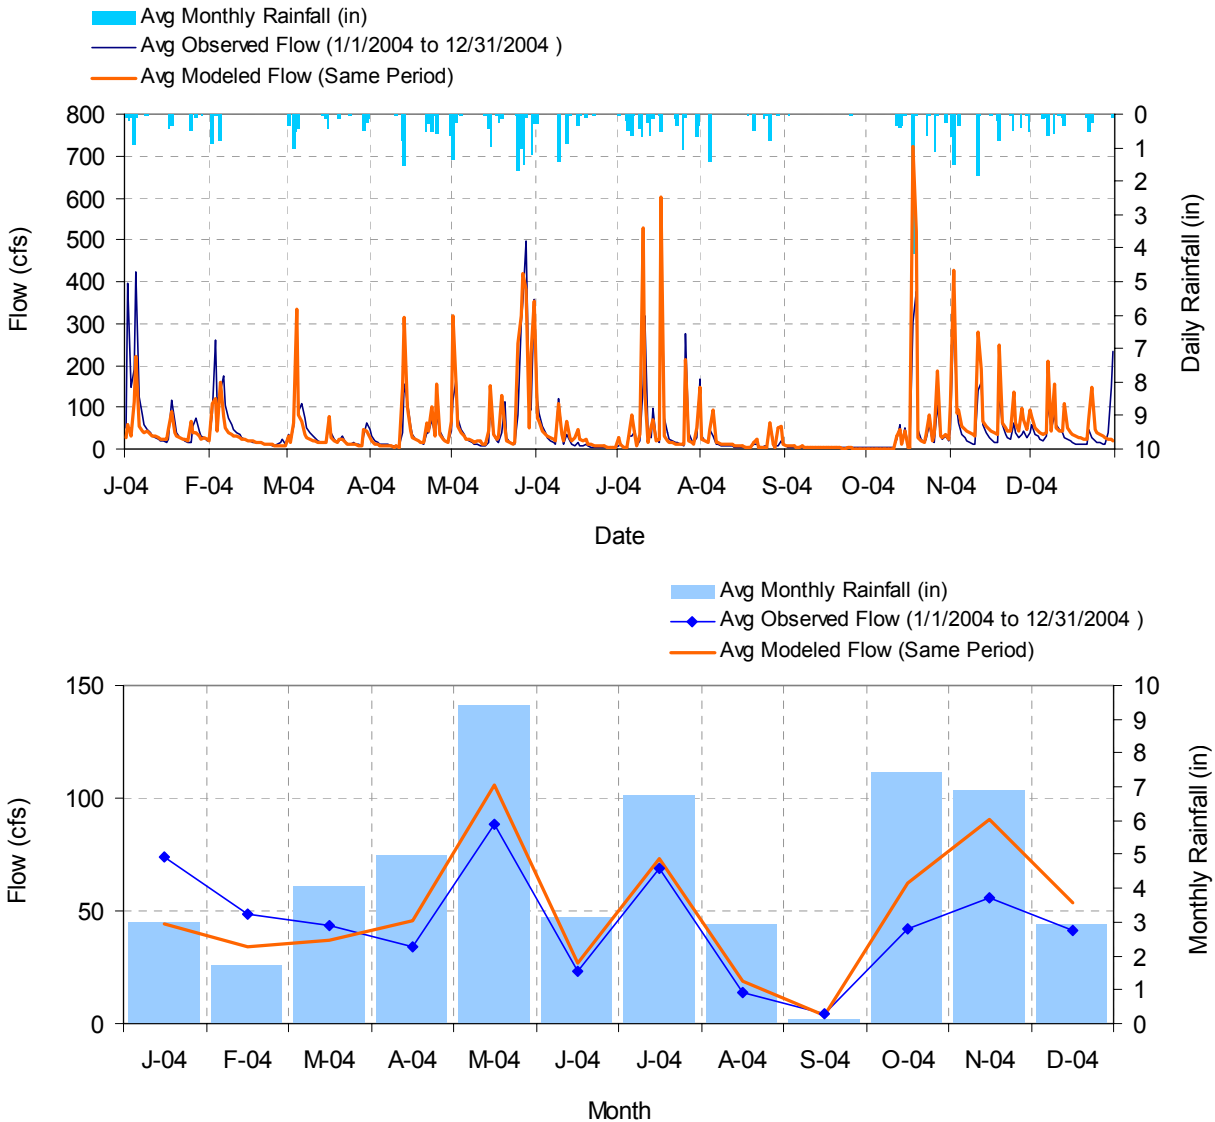 Avg Monthly Rainfall (in)
Avg Observed Flow (1/1/2004 to 12/31/2004 )
Avg Modeled Flow (Same Period)
800
700
600
500
400
300
200
100
0
Flow (cfs)
0
1
2
3
4
5
6
7
8
9
10
Daily Rainfall (in)
J-04 F-04 M-04 A-04 M-04 J-04 J-04 A-04 S-04 O-04 N-04 D-04
Date
Avg Monthly Rainfall (in)
Avg Observed Flow (1/1/2004 to 12/31/2004 )
Avg Modeled Flow (Same Period)
150
100
50
0
Flow (cfs)
10
9
8
7
6
5
4
3
2
1
0
Monthly Rainfall (in)
J-04 F-04 M-04 A-04 M-04 J-04 J-04 A-04 S-04 O-04 N-04 D-04
Month